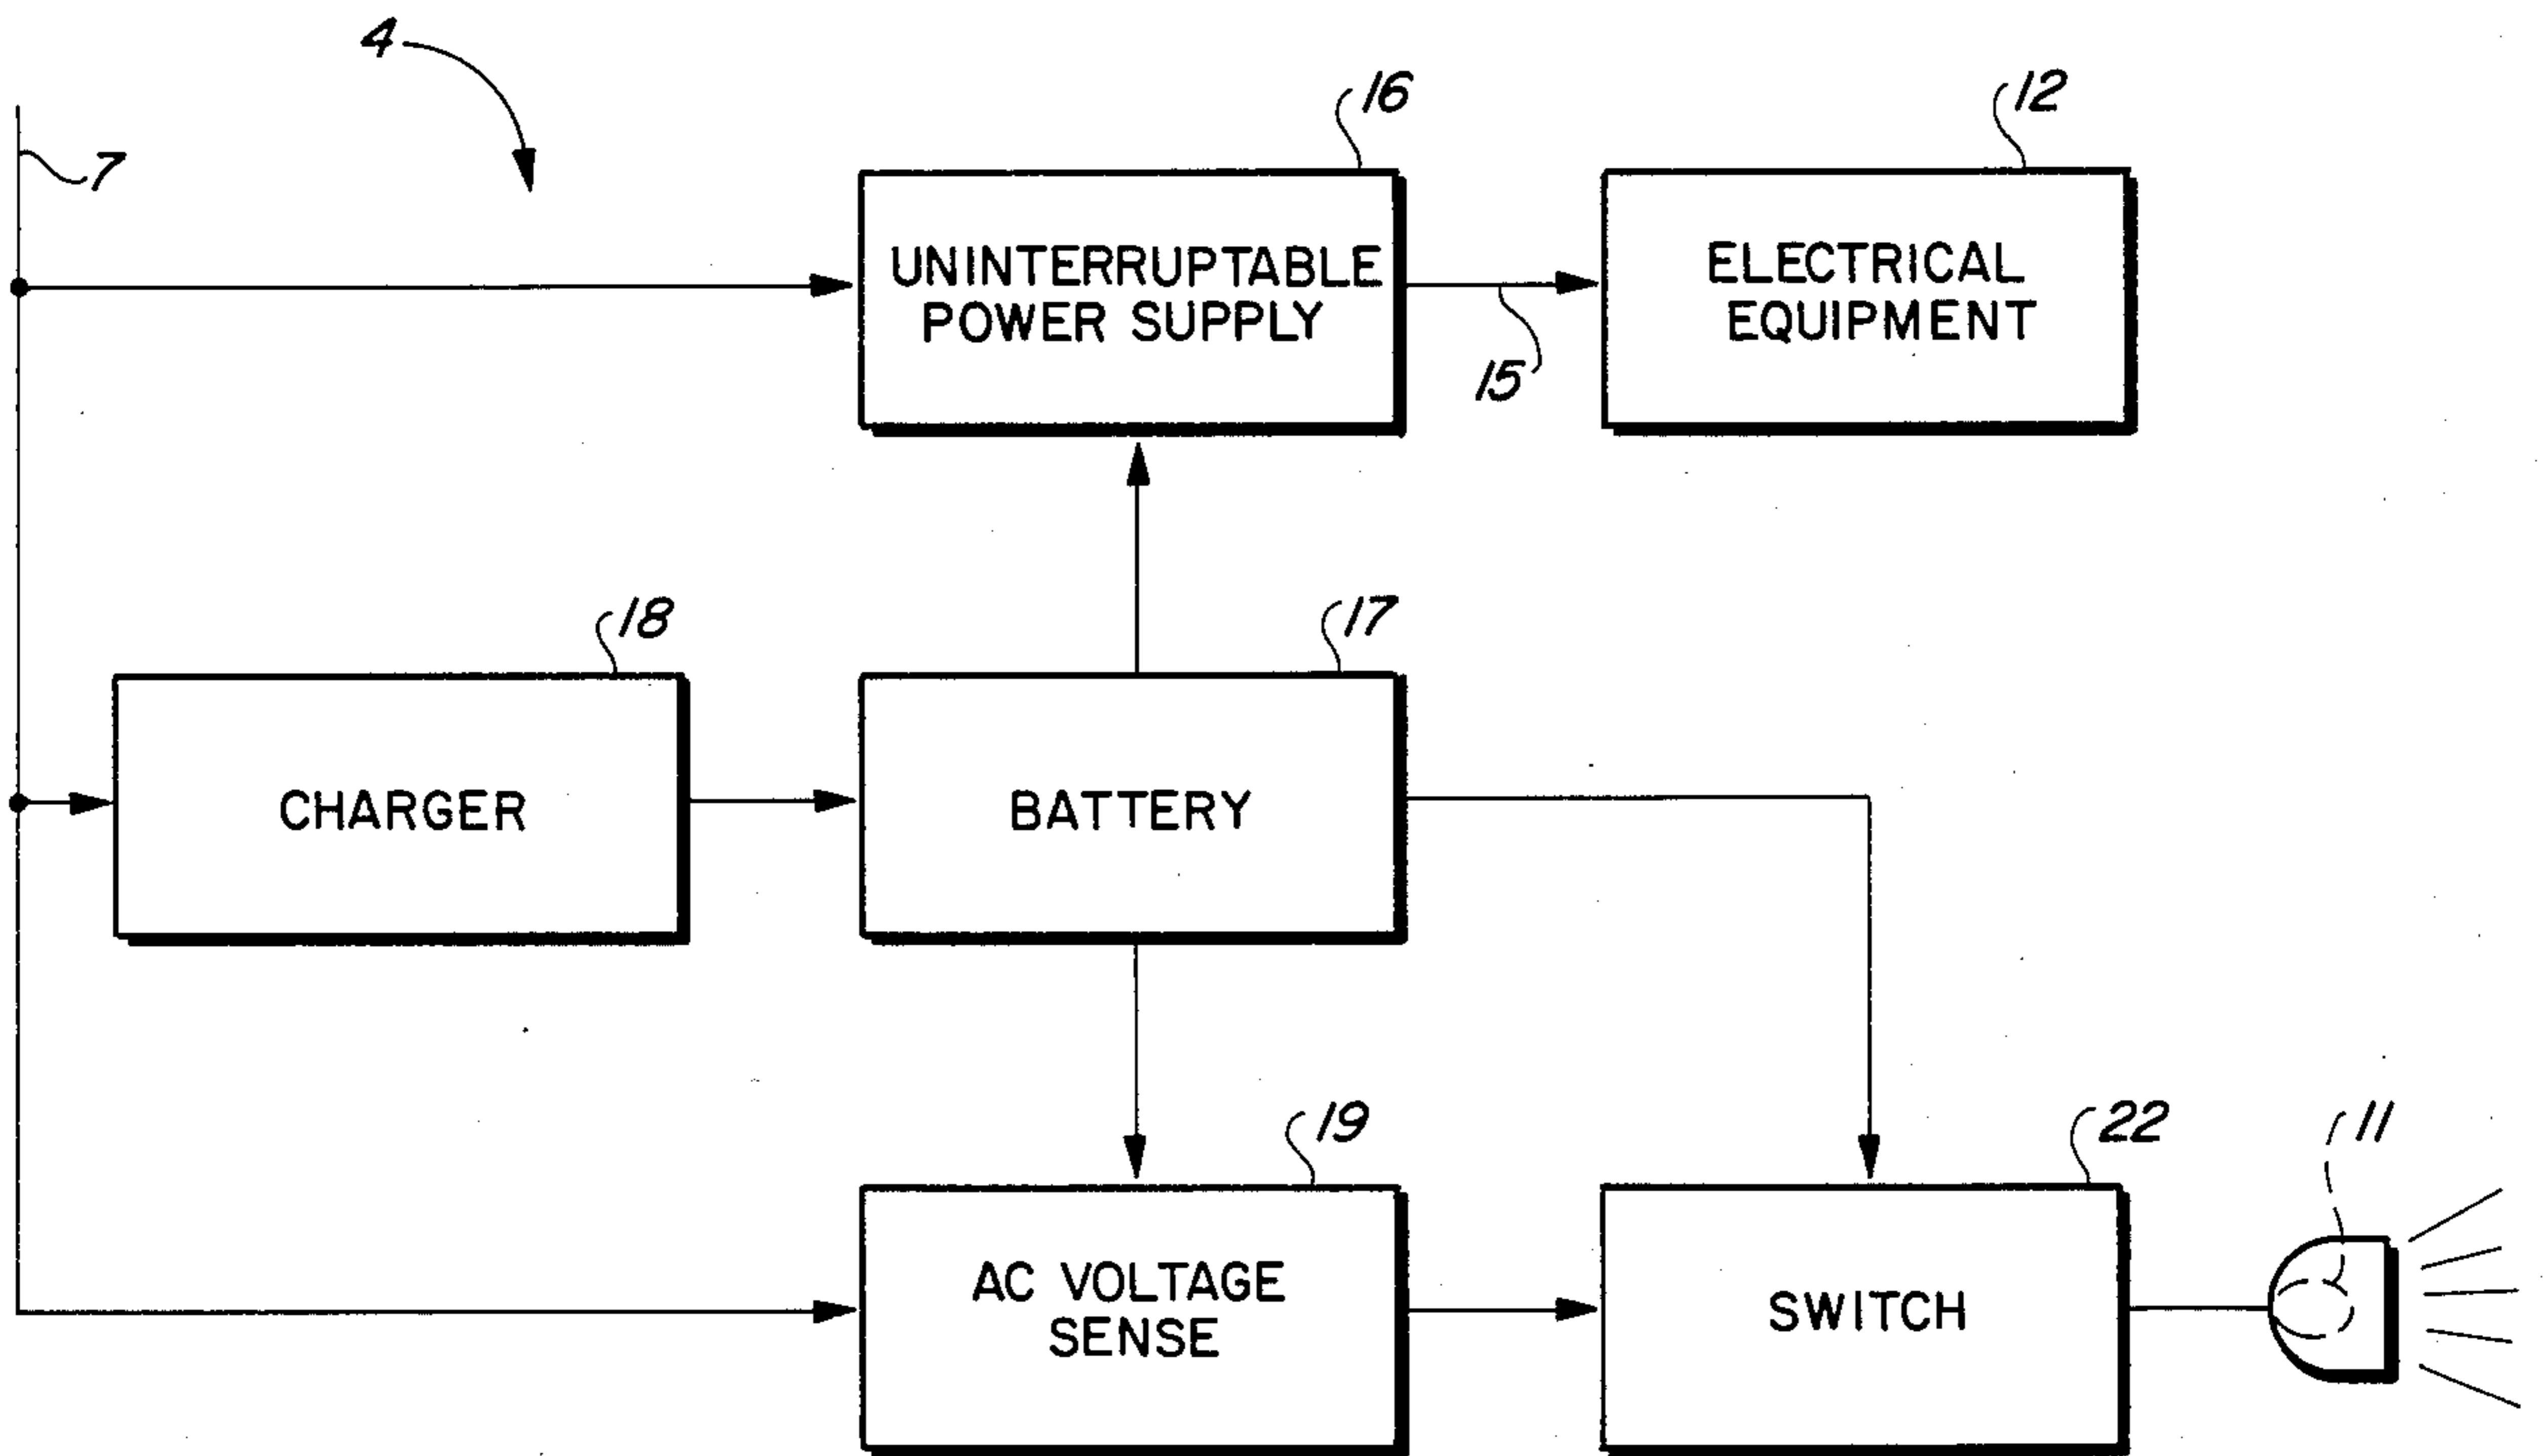 4
7
16
12
UNINTERRUPTABLE
POWER SUPPLY
ELECTRICAL
EQUIPMENT
15
18
17
CHARGER
BATTERY
19
22
11
AC VOLTAGE
SENSE
SWITCH